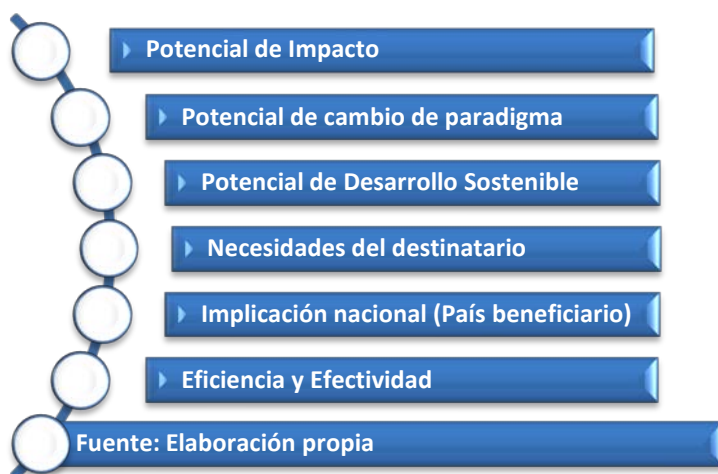 Potencial de Impacto
Potencial de cambio de paradigma
Potencial de Desarrollo Sostenible
Necesidades del destinatario
Implicación nacional (País beneficiario)
Eficiencia y Efectividad
Fuente: Elaboración propia